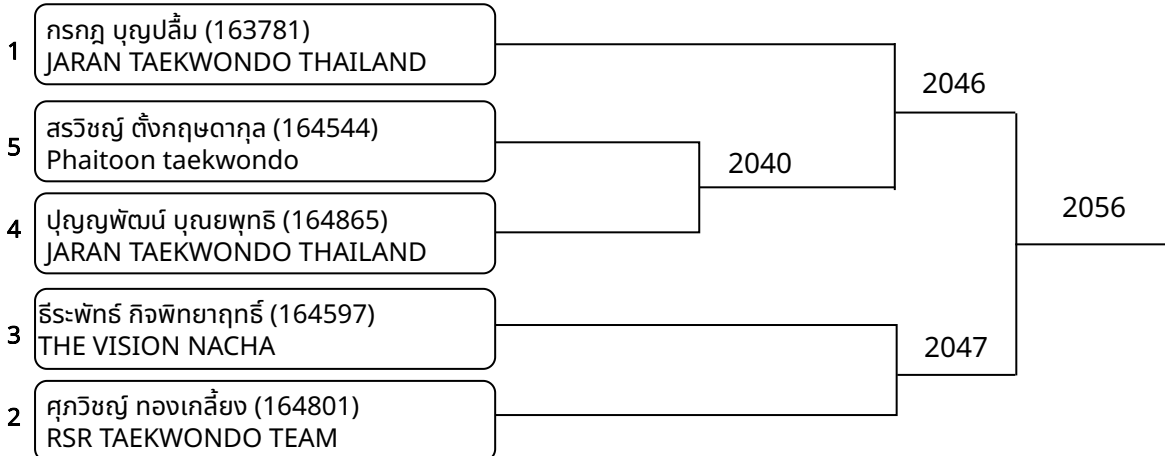 1
กรกฎ บุญปลื้ม (163781)
JARAN TAEKWONDO THAILAND
2046
5
สรวิชญ์ ตั้งกฤษดากุล (164544)
Phaitoon taekwondo
2040
4
ปุญญพัฒน์ บุณยพุทธิ (164865)
JARAN TAEKWONDO THAILAND
2056
3
ธีระพัทธ์ กิจพิทยาฤทธิ์ (164597)
THE VISION NACHA
2047
2
ศุภวิชญ์ ทองเกลี้ยง (164801)
RSR TAEKWONDO TEAM